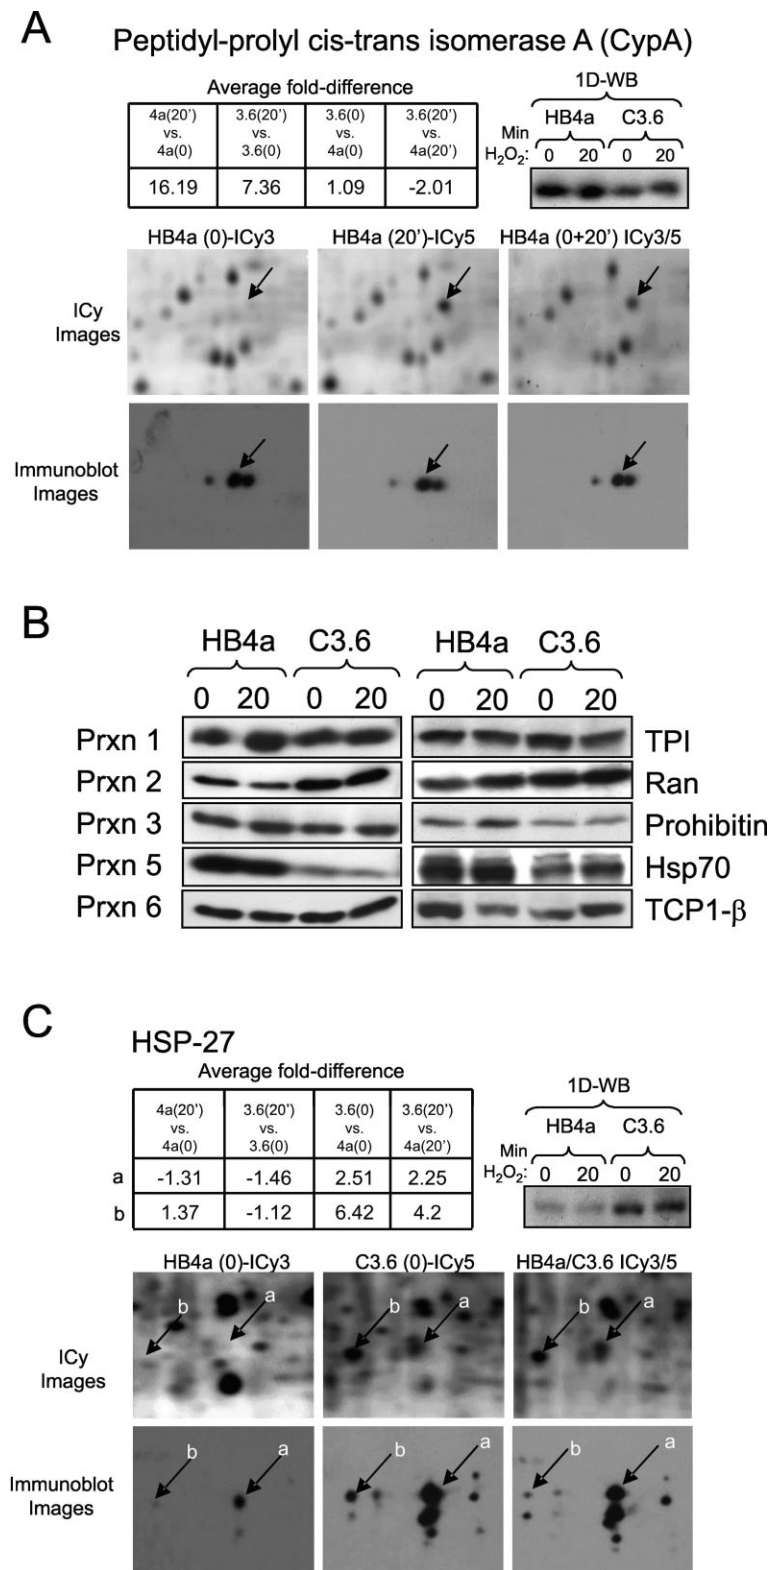 A
Peptidyl-prolyl cis-trans isomerase A (CypA)
Average fold-difference
4a(20') vs. 4a(0)
3.6(20') vs. 3.6(0)
3.6(0) vs. 4a(0)
3.6(20') vs. 4a(20')
16.19 7.36 1.09 -2.01
1D-WB
HB4a C3.6
Min H₂O₂: 0 20 0 20
HB4a (0)-ICy3 HB4a (20')-ICy5 HB4a (0+20') ICy3/5
ICy
Images
Immunoblot
Images
B
HB4a C3.6 HB4a C3.6
0 20 0 20 0 20 0 20
Prxn 1 TPI
Prxn 2 Ran
Prxn 3 Prohibitin
Prxn 5 Hsp70
Prxn 6 TCP1-β
C
HSP-27
Average fold-difference
4a(20') vs. 4a(0)
3.6(20') vs. 3.6(0)
3.6(0) vs. 4a(0)
3.6(20') vs. 4a(20')
a -1.31 -1.46 2.51 2.25
b 1.37 -1.12 6.42 4.2
1D-WB
HB4a C3.6
Min H₂O₂: 0 20 0 20
HB4a (0)-ICy3 C3.6 (0)-ICy5 HB4a/C3.6 ICy3/5
b a b a b a
ICy
Images
b a b a b a
Immunoblot
Images